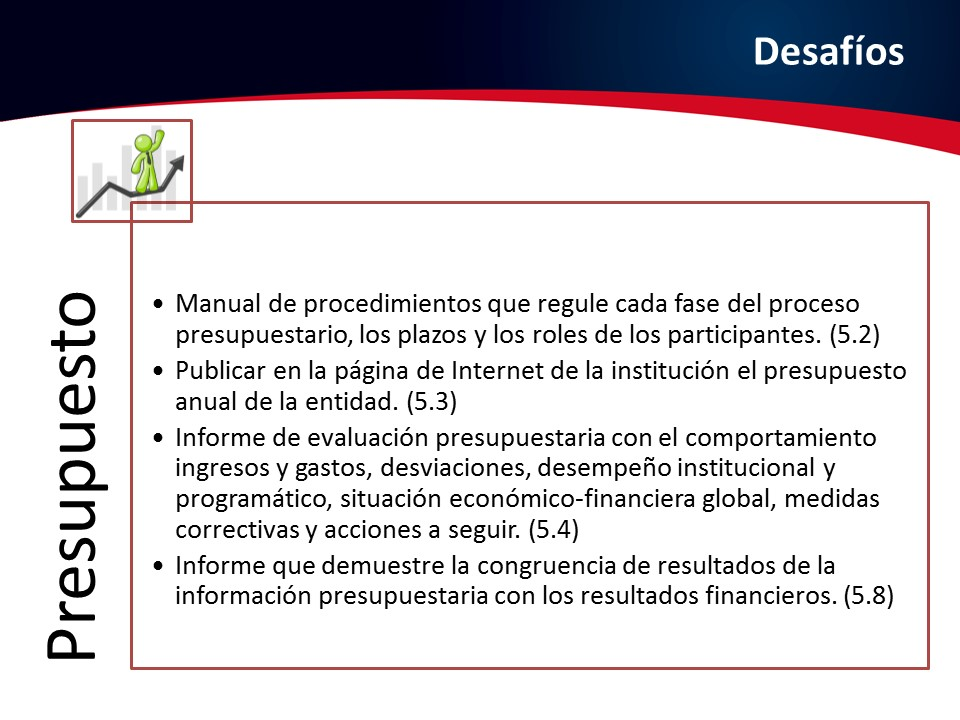 Desafíos
Presupuesto
• Manual de procedimientos que regule cada fase del proceso
presupuestario, los plazos y los roles de los participantes. (5.2)
• Publicar en la página de Internet de la institución el presupuesto
anual de la entidad. (5.3)
• Informe de evaluación presupuestaria con el comportamiento
ingresos y gastos, desviaciones, desempeño institucional y
programático, situación económico-financiera global, medidas
correctivas y acciones a seguir. (5.4)
• Informe que demuestre la congruencia de resultados de la
información presupuestaria con los resultados financieros. (5.8)